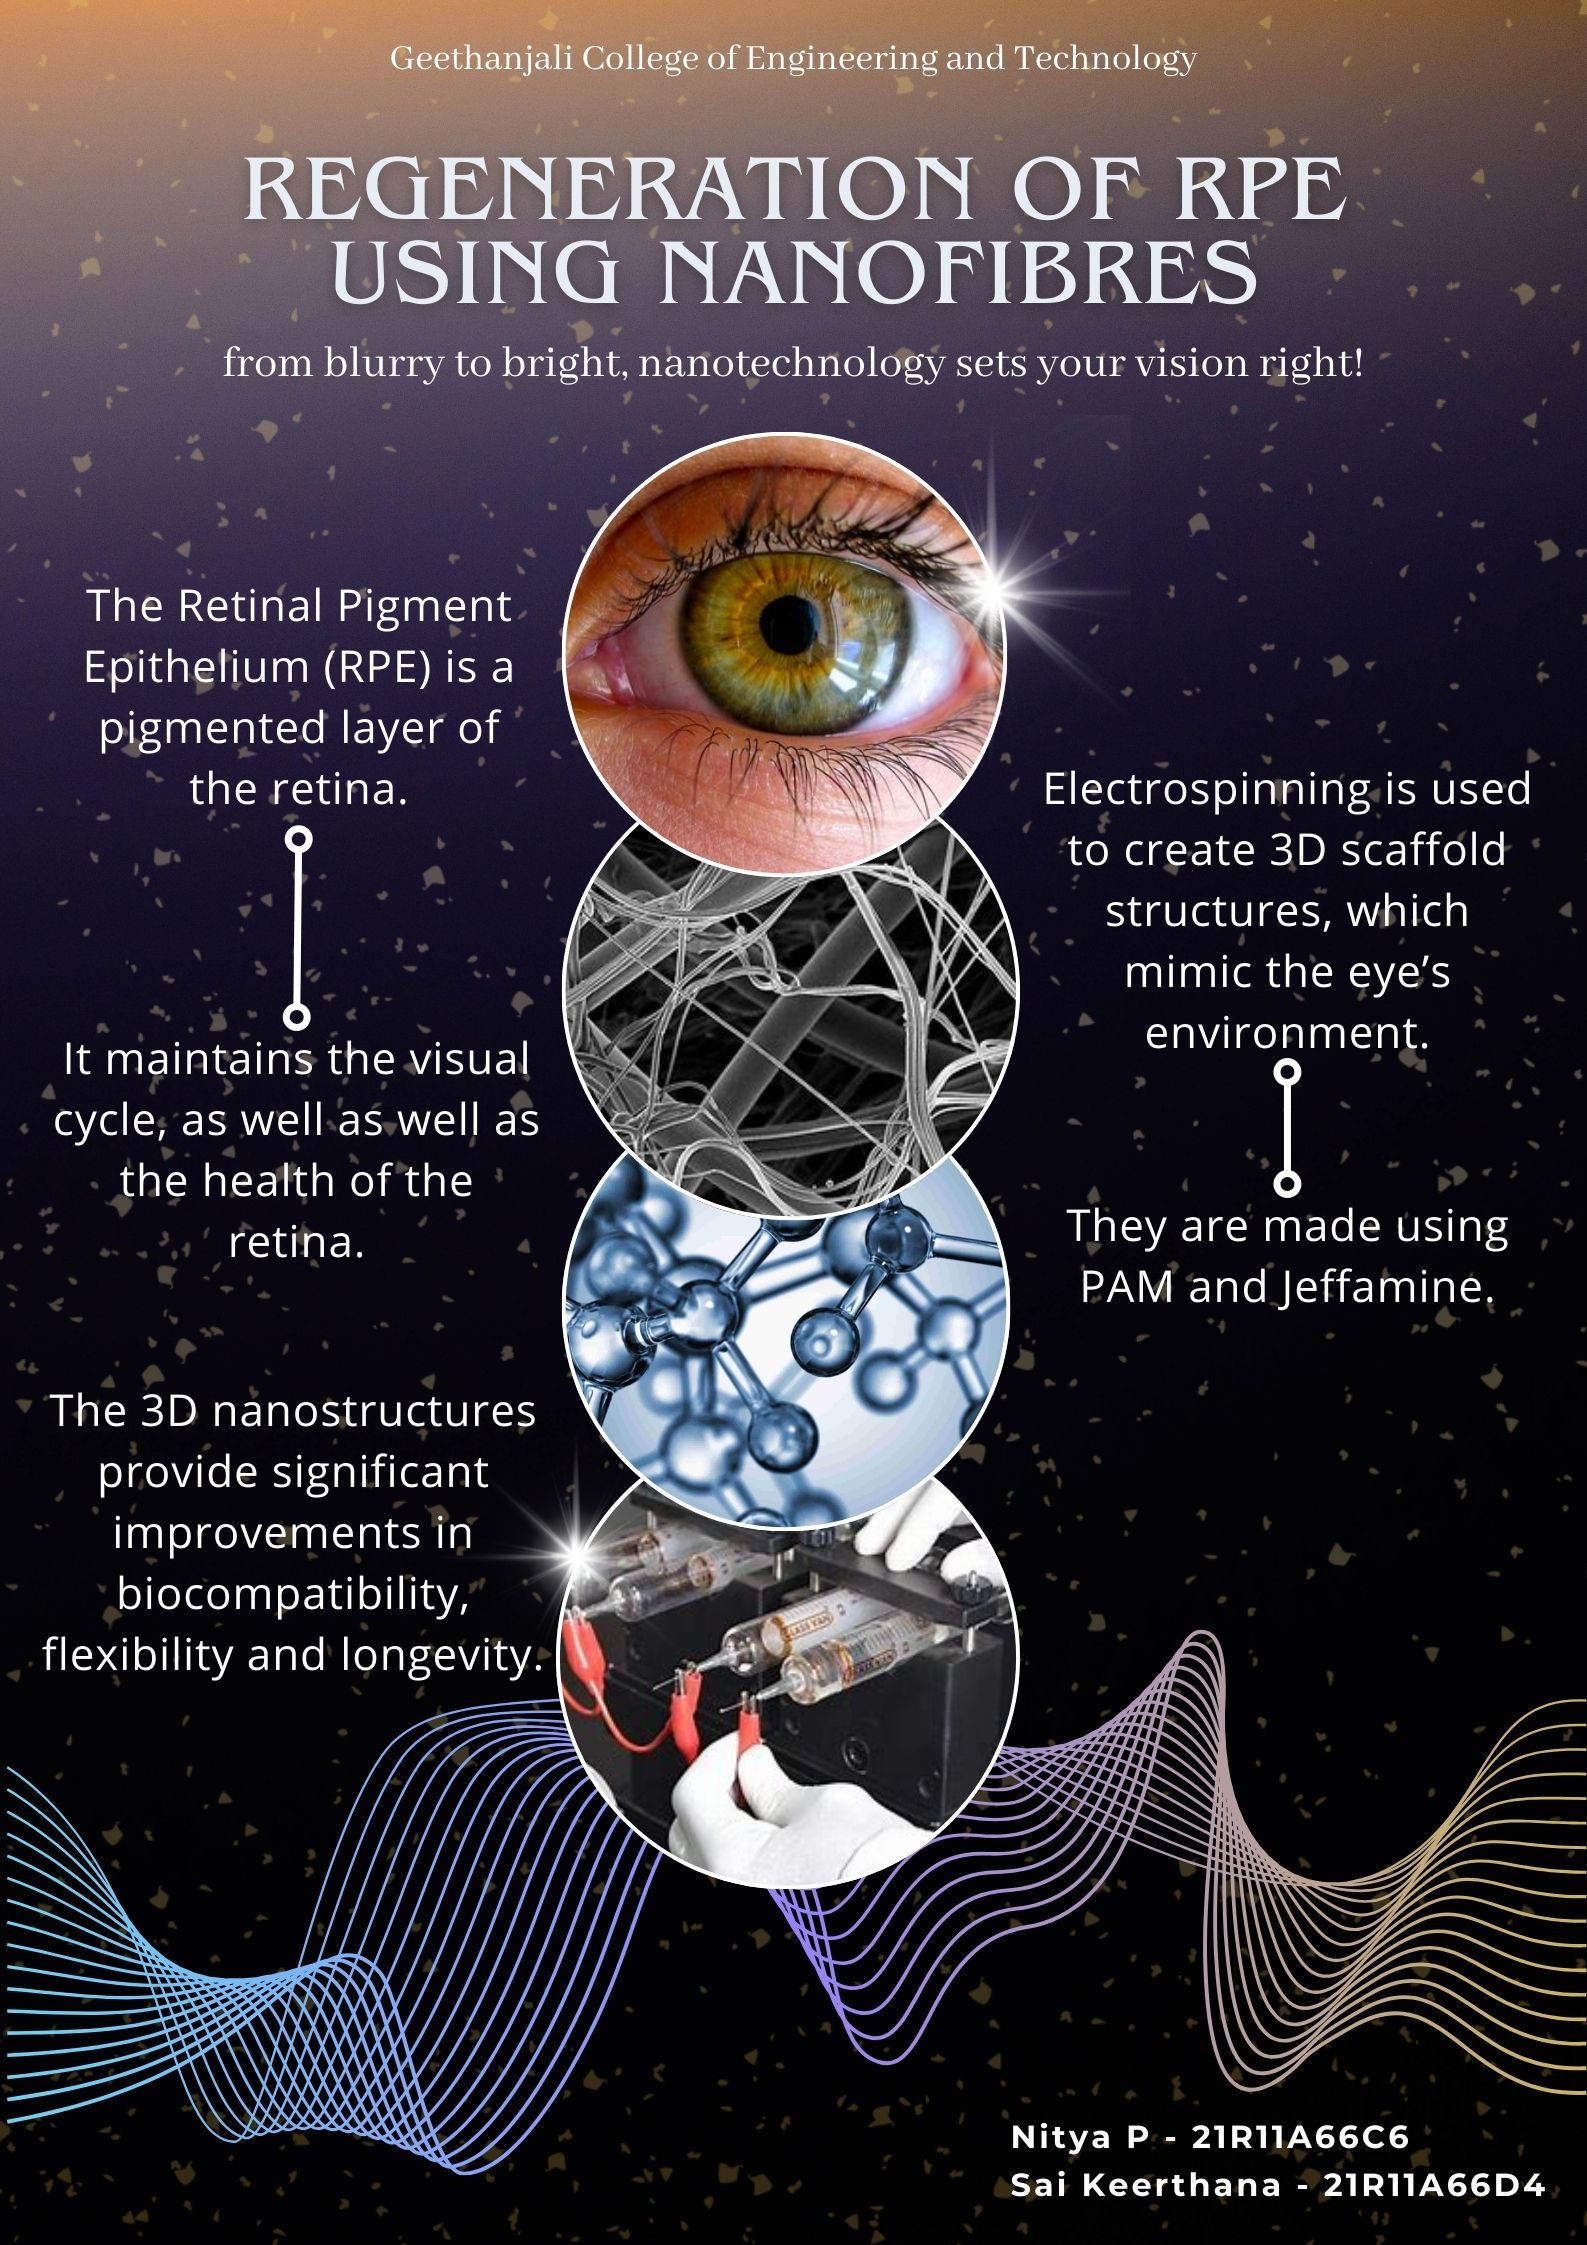 Geethanjali College of Engineering and Technology
REGENERATION OF RPE
USING NANOFIBRES
from blurry to bright, nanotechnology sets your vision right!
The Retinal Pigment
Epithelium (RPE) is a
pigmented layer of
the retina.
It maintains the visual
cycle, as well as well as
the health of the
retina.
Electrospinning is used
to create 3D scaffold
structures, which
mimic the eye’s
environment.
They are made using
PAM and Jeffamine.
The 3D nanostructures
provide significant
improvements in
biocompatibility,
flexibility and longevity.
Nitya P - 21R11A66C6
Sai Keerthana - 21R11A66D4